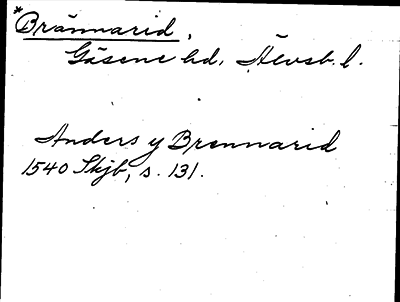 *Brännarid,
Gäsene hd, Älvsb. l.
Anders y Brennarid
1540 Skjb, s. 131.